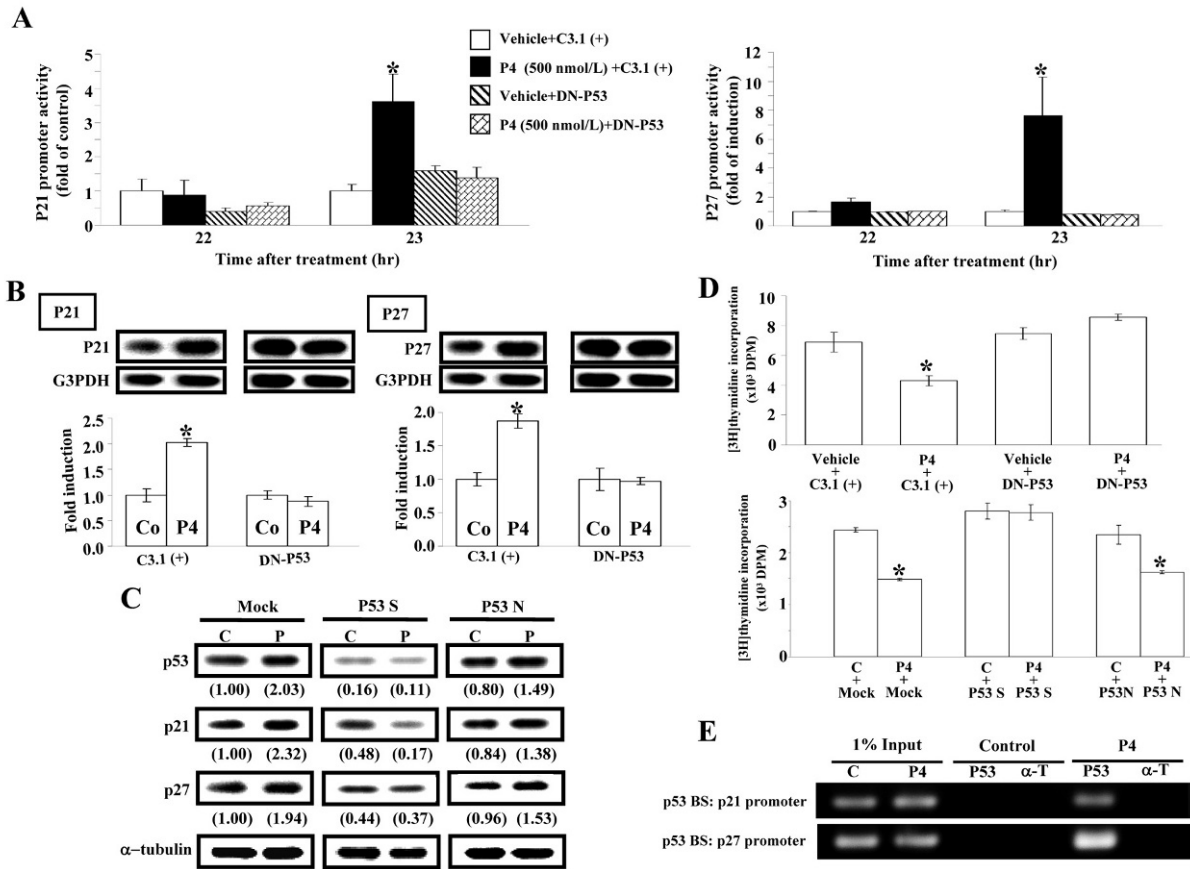 A
P21 promoter activity
(fold of control)
5
4
3
2
1
0
*
22
23
Time after treatment (hr)
Vehicle+C3.1 (+)
P4 (500 nmol/L) +C3.1 (+)
Vehicle+DN-P53
P4 (500 nmol/L)+DN-P53
P27 promoter activity
(fold of induction)
12
10
8
6
4
2
0
*
22
23
Time after treatment (hr)
B
P21
P21
G3PDH
Fold induction
2.5
2.0
1.5
1.0
0.5
0.0
*
Co
P4
Co
P4
C3.1 (+)
DN-P53
P27
P27
G3PDH
Fold induction
2.0
1.5
1.0
0.5
0.0
*
Co
P4
Co
P4
C3.1 (+)
DN-P53
C
Mock
P53 S
P53 N
C P C P C P
p53
(1.00) (2.03) (0.16) (0.11) (0.80) (1.49)
p21
(1.00) (2.32) (0.48) (0.17) (0.84) (1.38)
p27
(1.00) (1.94) (0.44) (0.37) (0.96) (1.53)
α-tubulin
D
[3H]thymidine incorporation
(x10³ DPM)
10
8
6
4
2
0
*
Vehicle
+
C3.1 (+)
P4
+
C3.1 (+)
Vehicle
+
DN-P53
P4
+
DN-P53
[3H]thymidine incorporation
(x10³ DPM)
3
2
1
0
*
*
C
+
Mock
P4
+
Mock
C
+
P53 S
P4
+
P53 S
C
+
P53N
P4
+
P53 N
E
1% Input
Control
P4
C P4 P53 α-T P53 α-T
p53 BS: p21 promoter
p53 BS: p27 promoter